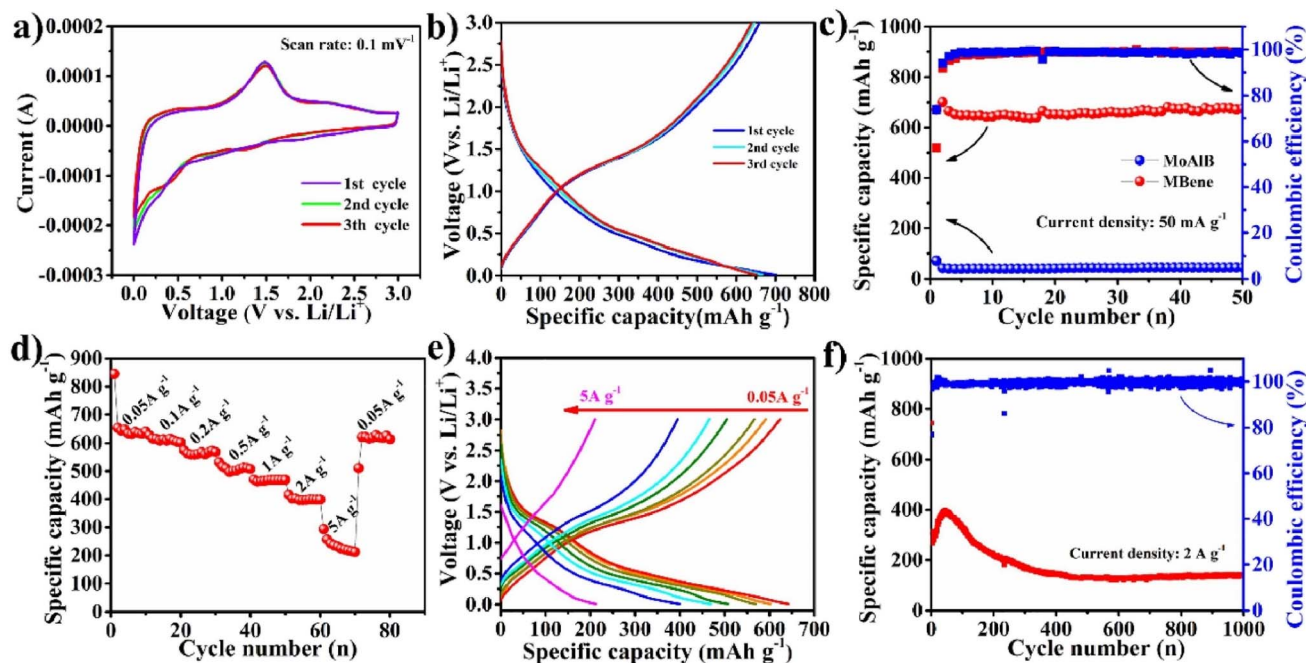 a)
0.0002
0.0001
0.0000
-0.0001
-0.0002
-0.0003
Current (A)
Scan rate: 0.1 mV⁻¹
1st cycle
2nd cycle
3th cycle
0.0 0.5 1.0 1.5 2.0 2.5 3.0
Voltage (V vs. Li/Li⁺)
b)
3.0
2.5
2.0
1.5
1.0
0.5
0.0
Voltage (Vvs. Li/Li⁺)
1st cycle
2nd cycle
3rd cycle
0 100 200 300 400 500 600 700 800
Specific capacity(mAh g⁻¹)
c)
1000
900
800
700
600
500
400
300
200
100
0
Specific capacity (mAh g⁻¹)
MoAlB
MBene
Current density: 50 mA g⁻¹
100
80
60
40
20
0
Coulombic efficiency (%)
0 10 20 30 40 50
Cycle number (n)
d)
900
800
700
600
500
400
300
200
100
0
Specific capacity (mAh g⁻¹)
0.05A g⁻¹
0.1A g⁻¹
0.2A g⁻¹
0.5A g⁻¹
1A g⁻¹
2A g⁻¹
5A g⁻¹
0.05A g⁻¹
0 20 40 60 80
Cycle number (n)
e)
4.0
3.5
3.0
2.5
2.0
1.5
1.0
0.5
0.0
Voltage (V vs. Li/Li⁺)
5A g⁻¹
0.05A g⁻¹
0 100 200 300 400 500 600 700
Specific capacity (mAh g⁻¹)
f)
1000
800
600
400
200
0
Specific capacity (mAh g⁻¹)
Current density: 2 A g⁻¹
100
80
60
40
20
0
Coulombic efficiency (%)
0 200 400 600 800 1000
Cycle number (n)